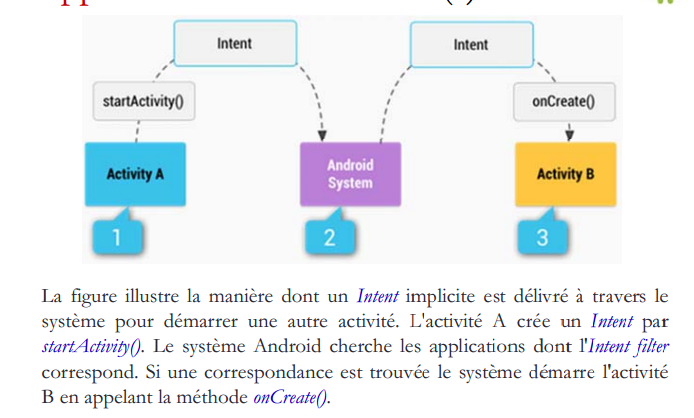 Intent
Intent
startActivity()
onCreate()
Activity A
Android
System
Activity B
1
2
3
La figure illustre la manière dont un Intent implicite est délivré à travers le
système pour démarrer une autre activité. L'activité A crée un Intent par
startActivity(). Le système Android cherche les applications dont l'Intent filter
correspond. Si une correspondance est trouvée le système démarre l'activité
B en appelant la méthode onCreate().